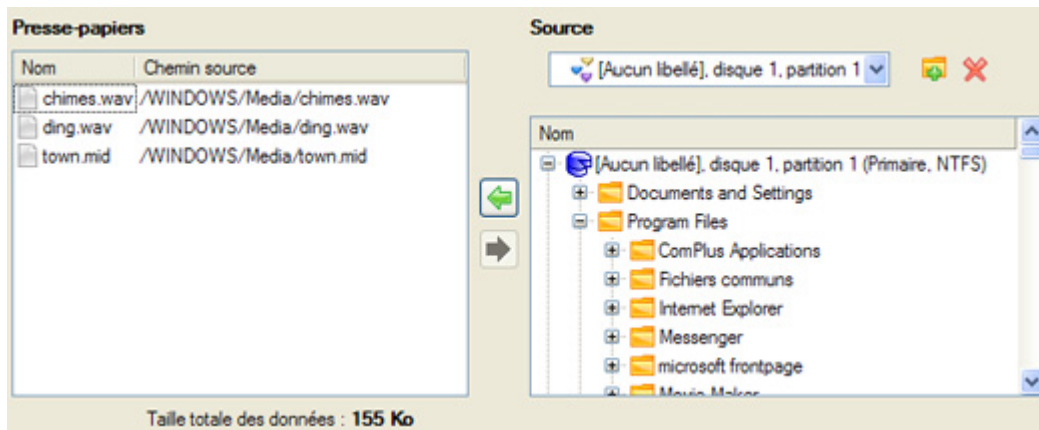 Presse-papiers
Nom Chemin source
chimes.wav /WINDOWS/Media/chimes.wav
ding.wav /WINDOWS/Media/ding.wav
town.mid /WINDOWS/Media/town.mid
Taille totale des données : 155 Ko
Source
[Aucun libellé], disque 1, partition 1
Nom
[Aucun libellé], disque 1, partition 1 (Primaire, NTFS)
Documents and Settings
Program Files
ComPlus Applications
Fichiers communs
Internet Explorer
Messenger
microsoft frontpage
Movie Maker